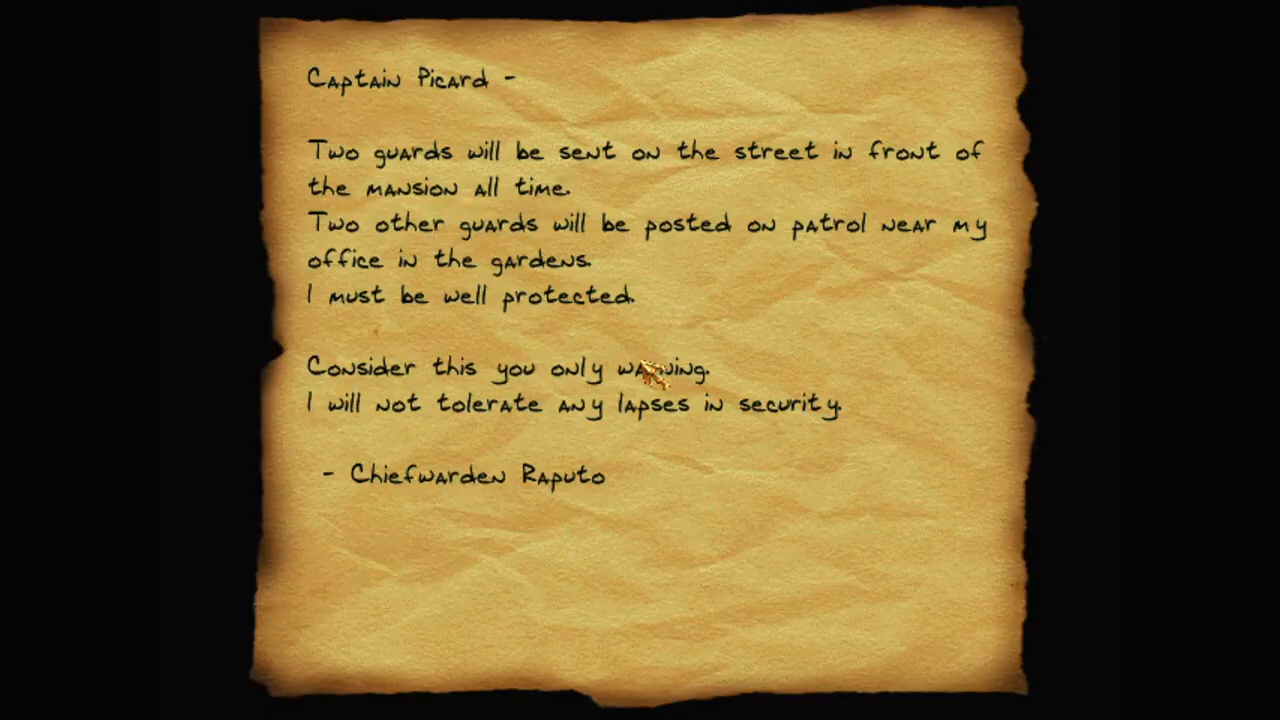 Captain Picard -
Two guards will be sent on the street in front of
the mansion all time.
Two other guards will be posted on patrol near my
office in the gardens.
I must be well protected.
Consider this you only warning.
I will not tolerate any lapses in security.
- Chiefwarden Raputo